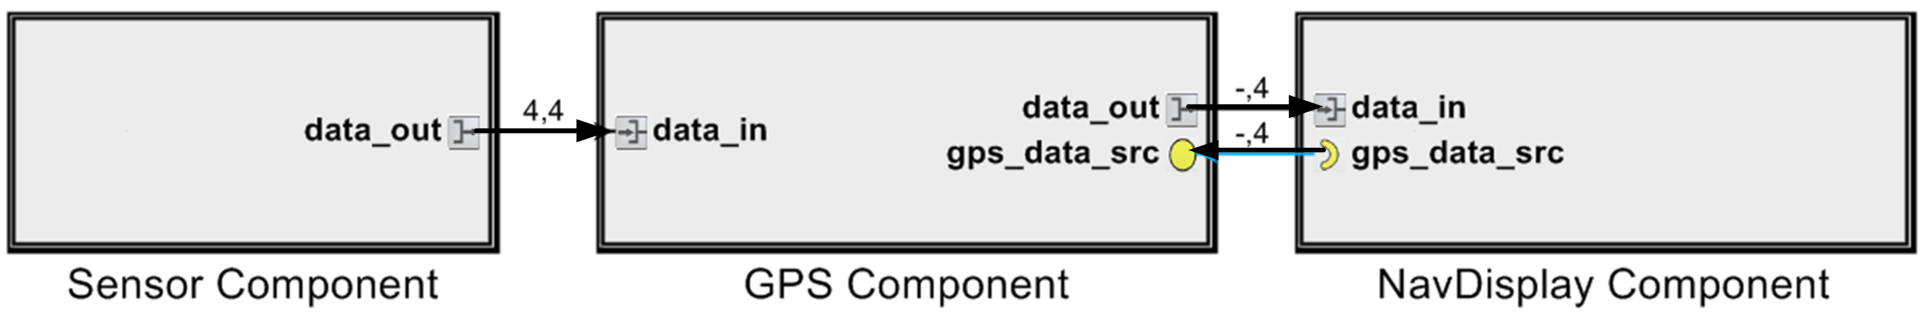 data_out
4,4
data_in
data_out
gps_data_src
-,4
-,4
data_in
gps_data_src
Sensor Component
GPS Component
NavDisplay Component